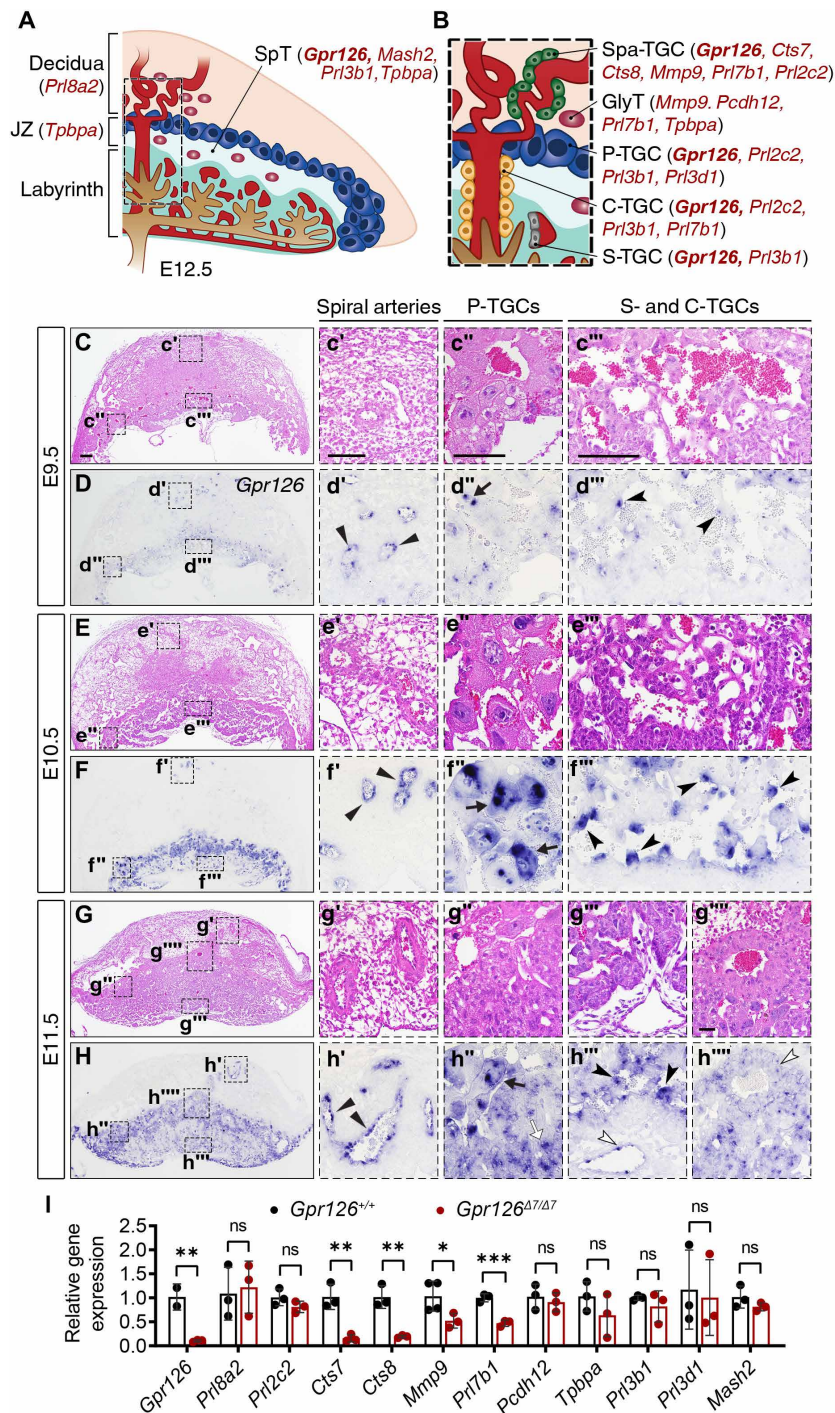 A
Decidua
(Prl8a2)
JZ (Tpbpa)
Labyrinth
SpT (Gpr126, Mash2,
Prl3b1,Tpbpa)
E12.5
B
Spa-TGC (Gpr126, Cts7,
Cts8, Mmp9, Prl7b1, Prl2c2)
GlyT (Mmp9. Pcdh12,
Prl7b1, Tpbpa)
P-TGC (Gpr126, Prl2c2,
Prl3b1, Prl3d1)
C-TGC (Gpr126, Prl2c2,
Prl3b1, Prl7b1)
S-TGC (Gpr126, Prl3b1)
Spiral arteries
P-TGCs
S- and C-TGCs
E9.5
C
c'
c''
c'''
c'
c''
c'''
D
Gpr126
d'
d''
d'''
d'
d''
d'''
E10.5
E
e'
e''
e'''
e'
e''
e'''
F
f'
f''
f'''
f'
f''
f'''
E11.5
G
g'
g''''
g''
g'''
g'
g''
g'''
g''''
H
h'
h''''
h''
h'''
h'
h''
h'''
h''''
I
Gpr126+/+
Gpr126Δ7/Δ7
Relative gene
expression
2.5
2.0
1.5
1.0
0.5
0.0
** ns ns ** ** * *** ns ns ns ns ns
Gpr126
Prl8a2
Prl2c2
Cts7
Cts8
Mmp9
Prl7b1
Pcdh12
Tpbpa
Prl3b1
Prl3d1
Mash2